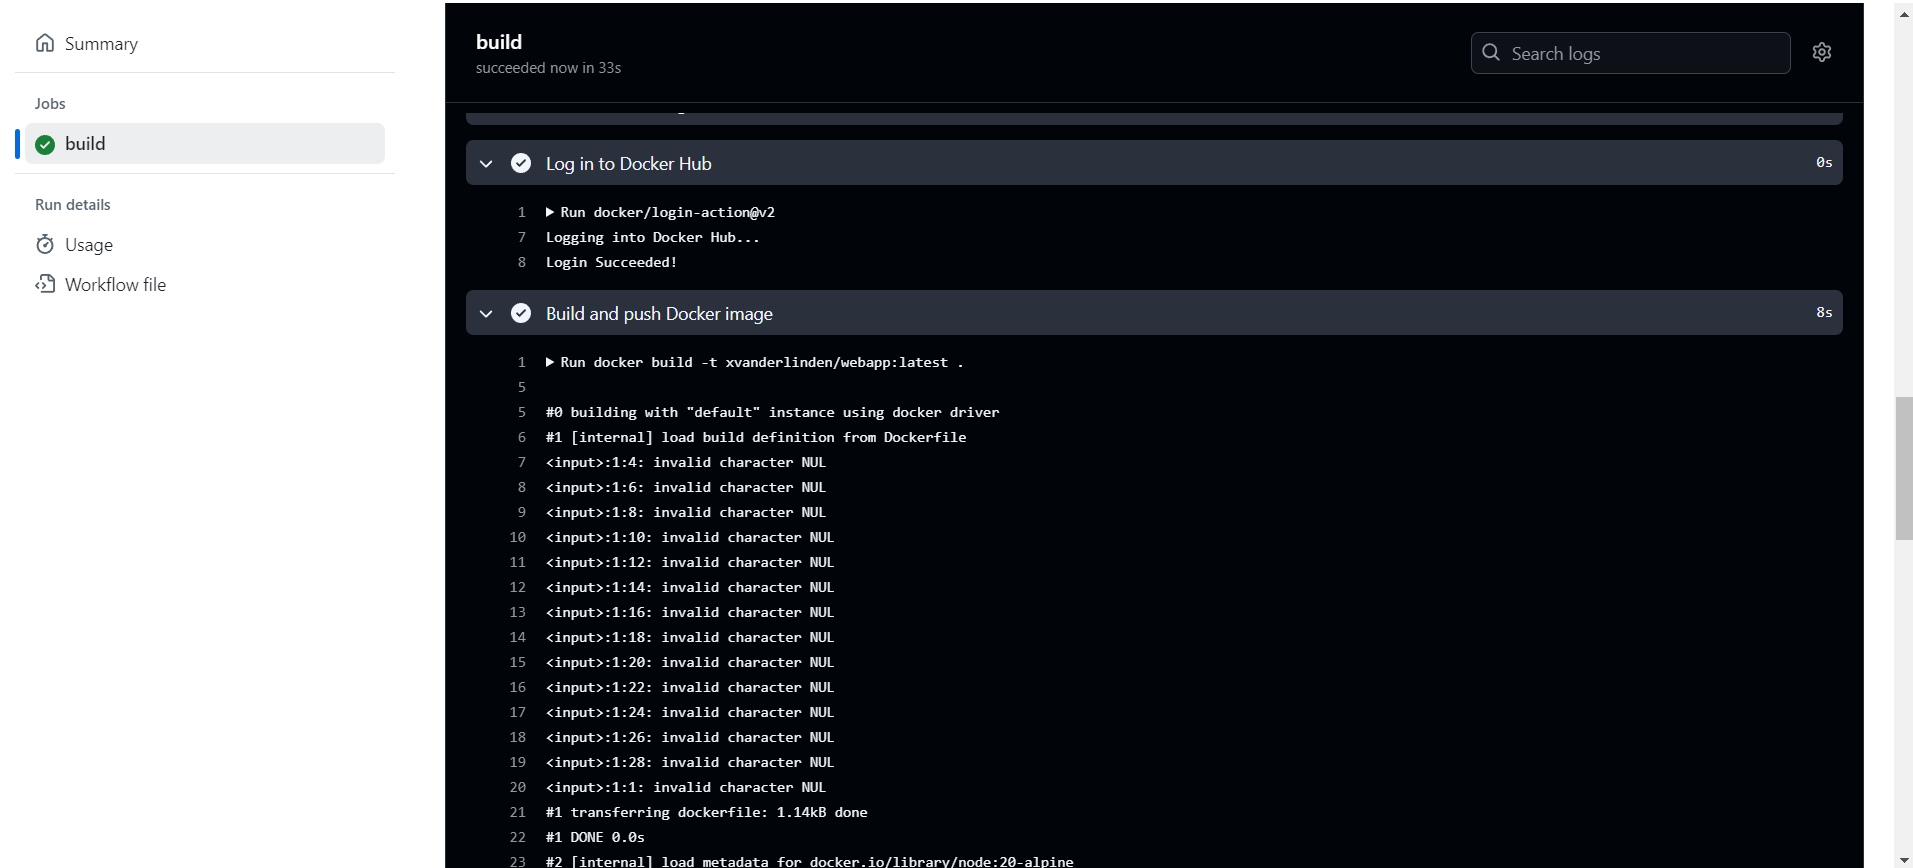 Summary
Jobs
build
Run details
Usage
Workflow file
build
succeeded now in 33s
Search logs
Log in to Docker Hub 0s
1 Run docker/login-action@v2
7 Logging into Docker Hub...
8 Login Succeeded!
Build and push Docker image 8s
1 Run docker build -t xvanderlinden/webapp:latest .
5
5 #0 building with "default" instance using docker driver
6 #1 [internal] load build definition from Dockerfile
7 <input>:1:4: invalid character NUL
8 <input>:1:6: invalid character NUL
9 <input>:1:8: invalid character NUL
10 <input>:1:10: invalid character NUL
11 <input>:1:12: invalid character NUL
12 <input>:1:14: invalid character NUL
13 <input>:1:16: invalid character NUL
14 <input>:1:18: invalid character NUL
15 <input>:1:20: invalid character NUL
16 <input>:1:22: invalid character NUL
17 <input>:1:24: invalid character NUL
18 <input>:1:26: invalid character NUL
19 <input>:1:28: invalid character NUL
20 <input>:1:1: invalid character NUL
21 #1 transferring dockerfile: 1.14kB done
22 #1 DONE 0.0s
23 #2 [internal] load metadata for docker.io/library/node:20-alpine